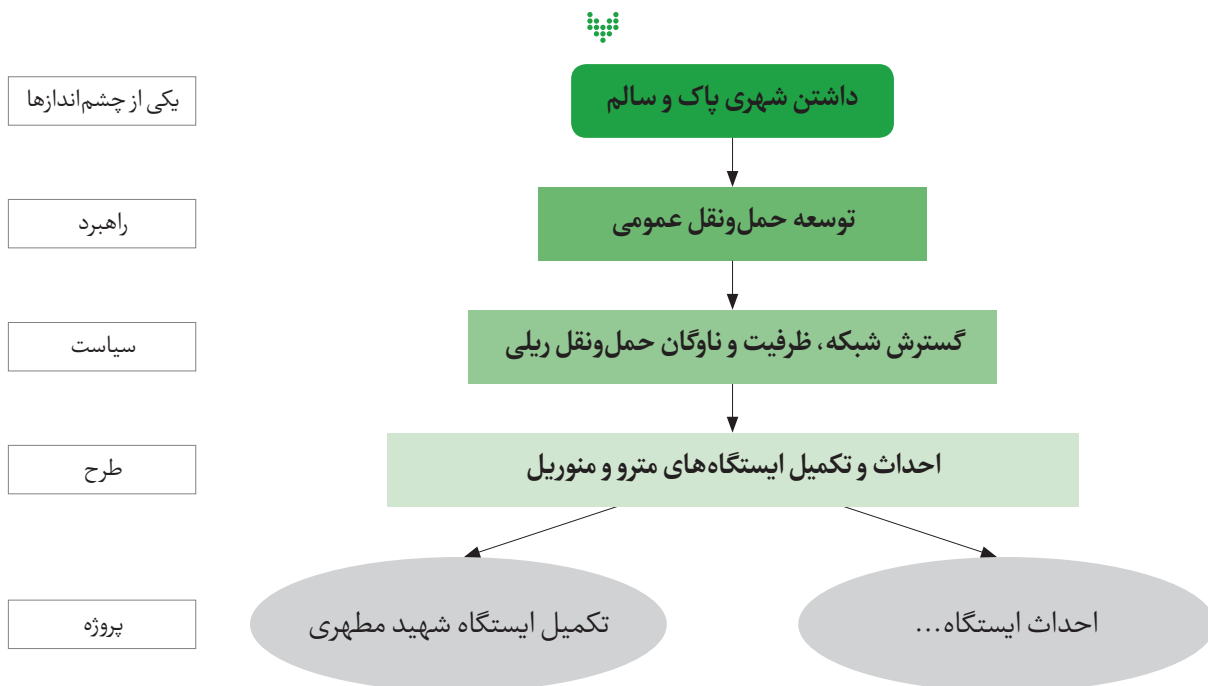 داشتن شهری پاک و سالم
یکی از چشم‌اندازها
توسعه حمل‌ونقل عمومی
راهبرد
گسترش شبکه، ظرفیت و ناوگان حمل‌ونقل ریلی
سیاست
احداث و تکمیل ایستگاه‌های مترو و منوریل
طرح
احداث ایستگاه...
تکمیل ایستگاه شهید مطهری
پروژه